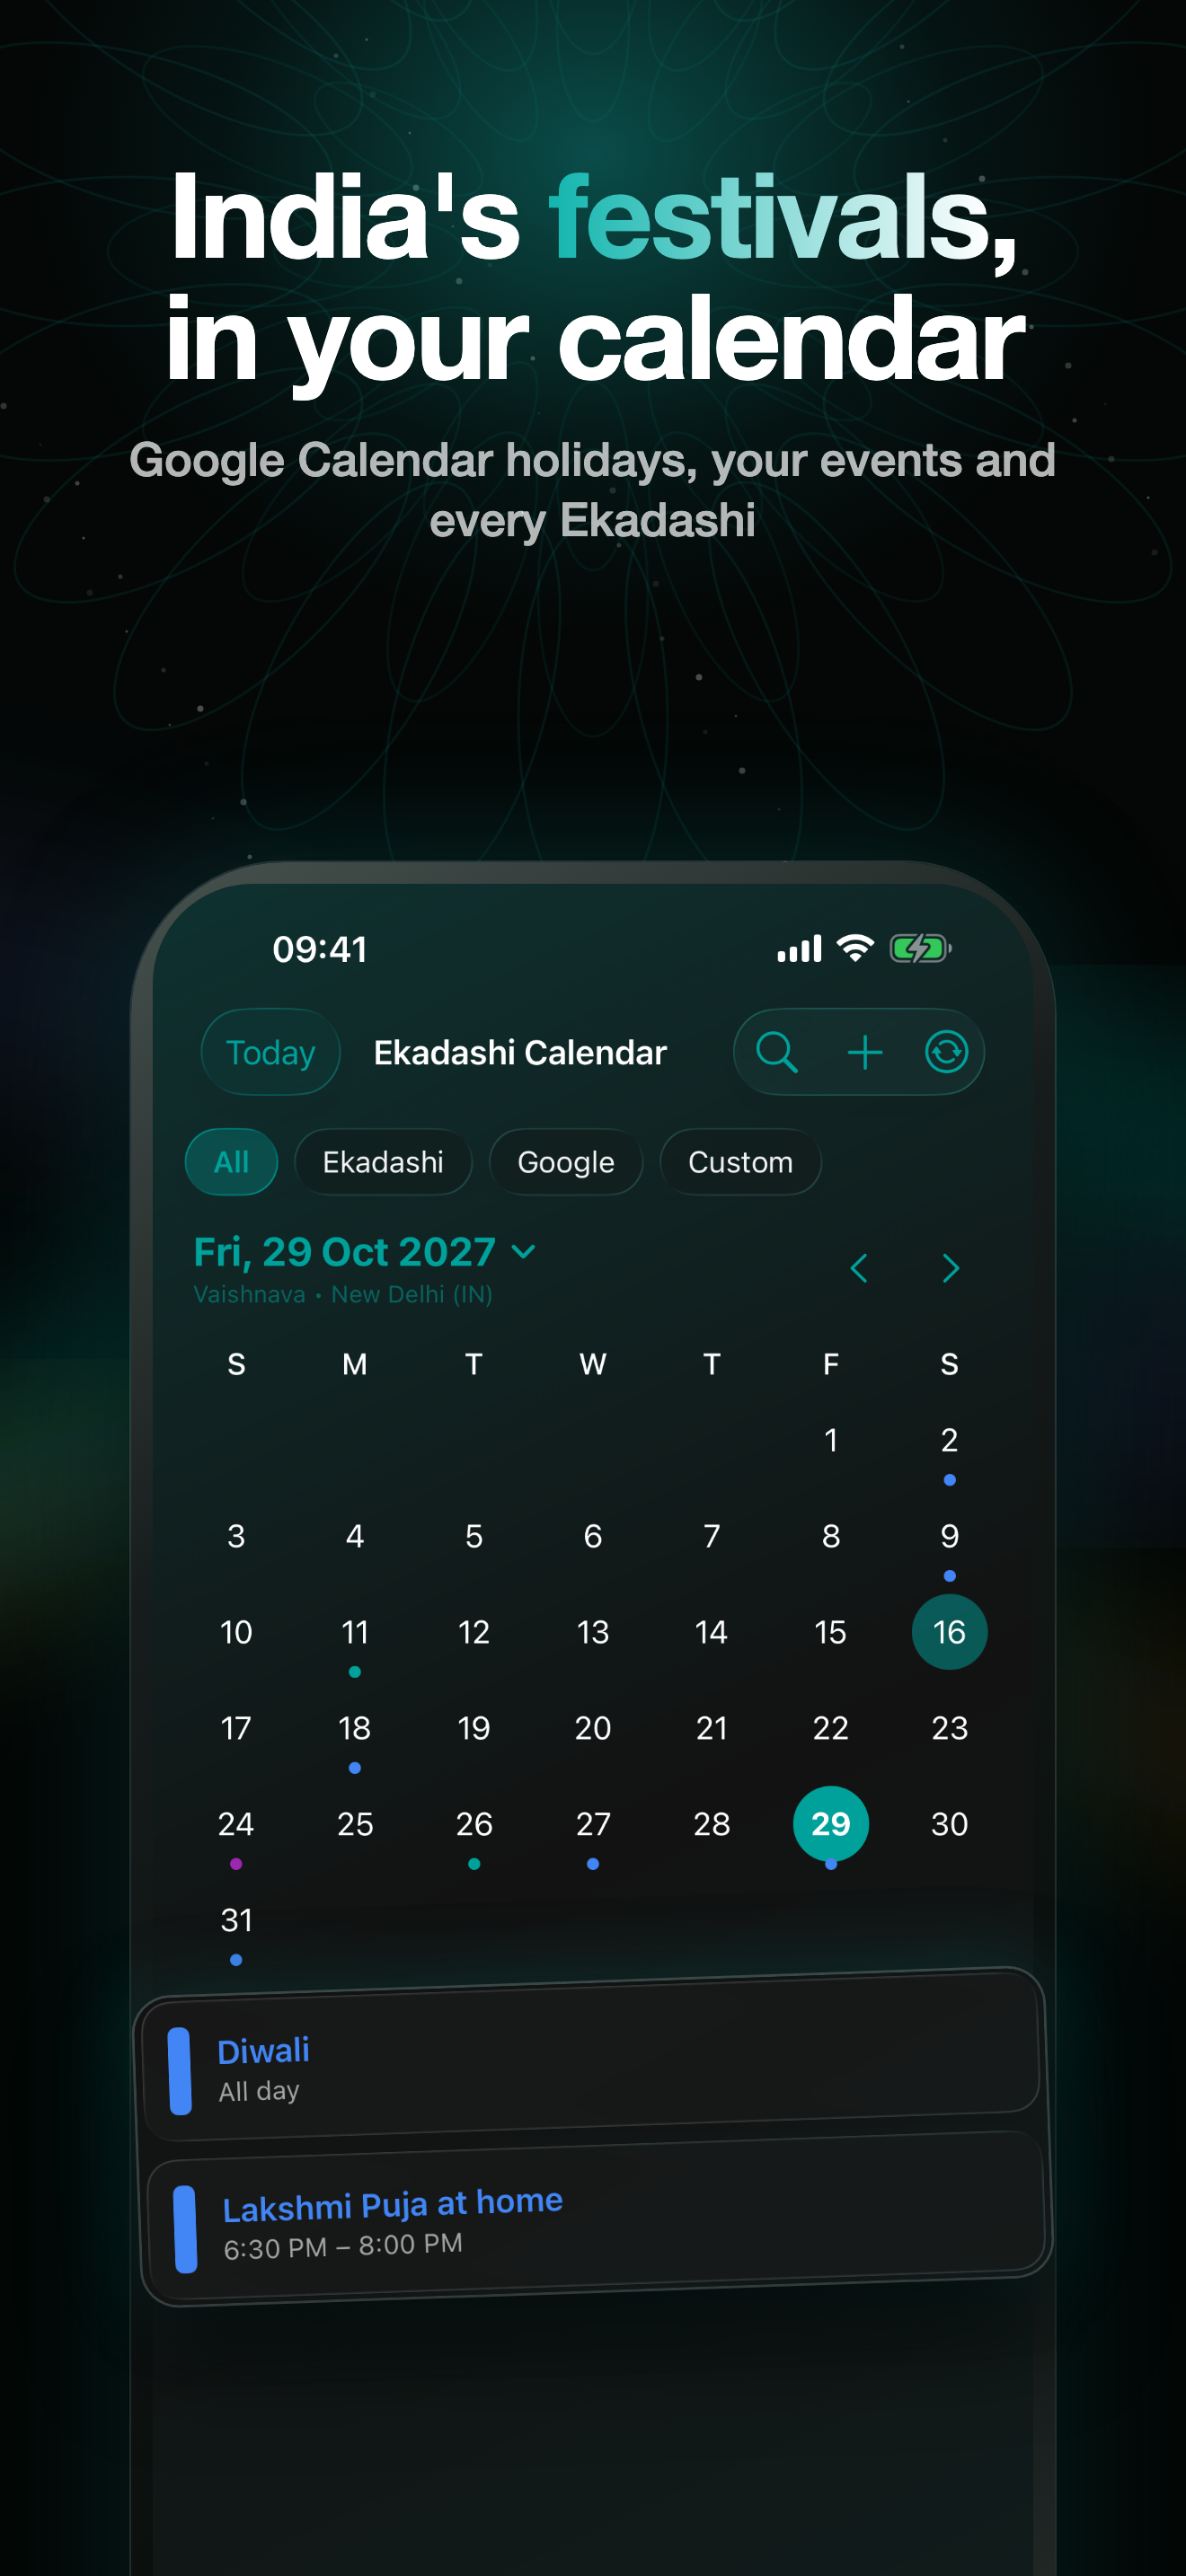 India's festivals,
in your calendar
Google Calendar holidays, your events and
every Ekadashi
09:41
Today Ekadashi Calendar
All Ekadashi Google Custom
Fri, 29 Oct 2027
Vaishnava • New Delhi (IN)
S M T W T F S
1 2
3 4 5 6 7 8 9
10 11 12 13 14 15 16
17 18 19 20 21 22 23
24 25 26 27 28 29 30
31
Diwali
All day
Lakshmi Puja at home
6:30 PM – 8:00 PM